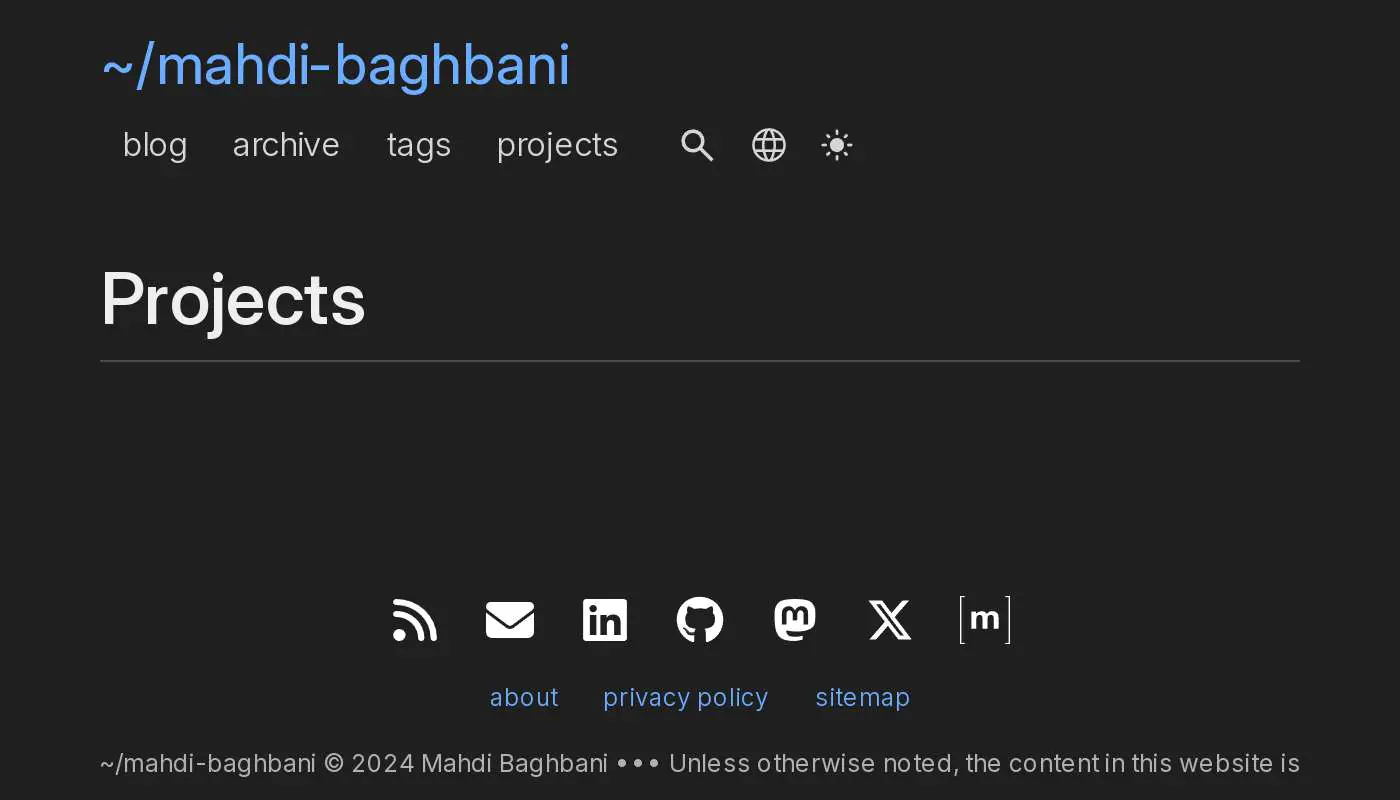 ~/mahdi-baghbani
blog archive tags projects
Projects
[m]
about privacy policy sitemap
~/mahdi-baghbani © 2024 Mahdi Baghbani ••• Unless otherwise noted, the content in this website is